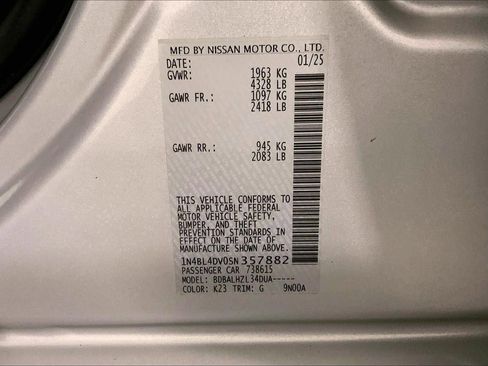 MFD BY NISSAN MOTOR CO., LTD.
DATE: 01/25
GVWR: 1963 KG
4328 LB
GAWR FR.: 1097 KG
2418 LB
GAWR RR.: 945 KG
2083 LB
THIS VEHICLE CONFORMS TO
ALL APPLICABLE FEDERAL
MOTOR VEHICLE SAFETY,
BUMPER, AND THEFT
PREVENTION STANDARDS IN
EFFECT ON THE DATE OF
MANUFACTURE SHOWN ABOVE.
1N4BL4DV0SN357882
PASSENGER CAR 738615
MODEL: BDBALHZL34DUA-----
COLOR: K23 TRIM: G 9N00A